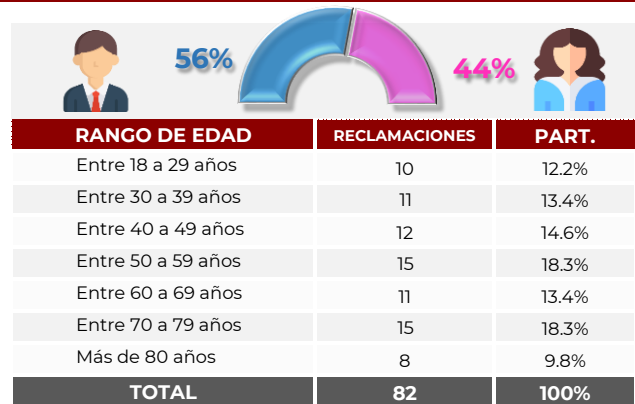 56%
44%
RANGO DE EDAD RECLAMACIONES PART.
Entre 18 a 29 años 10 12.2%
Entre 30 a 39 años 11 13.4%
Entre 40 a 49 años 12 14.6%
Entre 50 a 59 años 15 18.3%
Entre 60 a 69 años 11 13.4%
Entre 70 a 79 años 15 18.3%
Más de 80 años 8 9.8%
TOTAL 82 100%